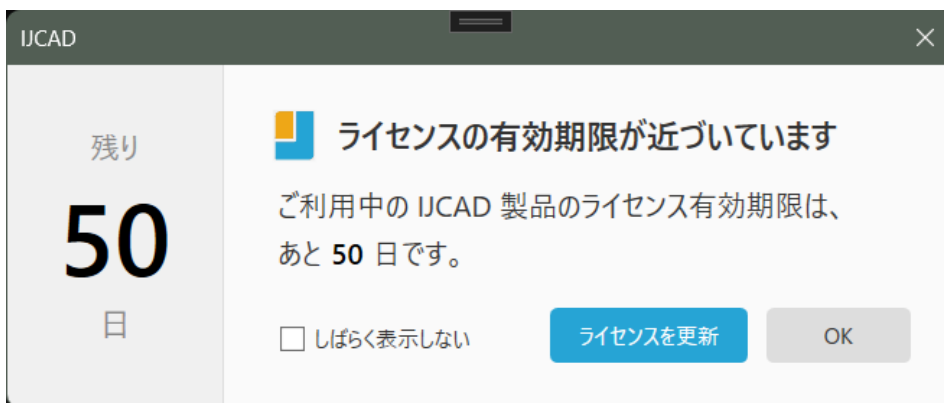 IJCAD
残り
50
日
ライセンスの有効期限が近づいています
ご利用中の IJCAD 製品のライセンス有効期限は、
あと 50 日です。
しばらく表示しない
ライセンスを更新
OK